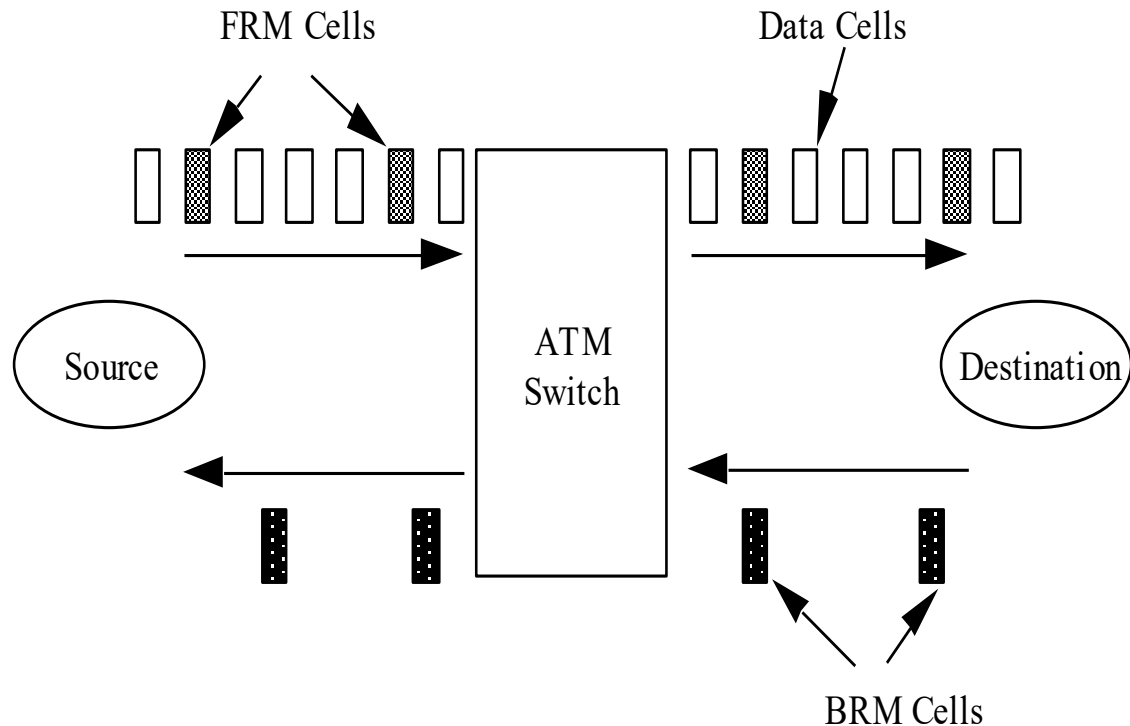 FRM Cells
Data Cells
Source
ATM
Switch
Destination
BRM Cells